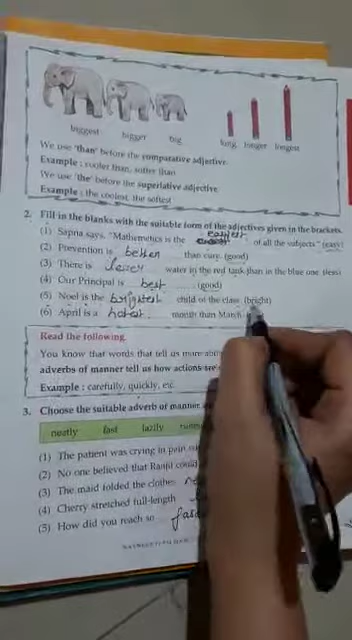 biggest bigger big long longer longest
We use 'than' before the comparative adjective.
Example : cooler than, softer than
We use 'the' before the superlative adjective.
Example : the coolest, the softest
2. Fill in the blanks with the suitable form of the adjectives given in the brackets.
(1) Sapna says, "Mathematics is the easiest of all the subjects." (easy)
(2) Prevention is better than cure. (good)
(3) There is water in the red tank than in the blue one. (less)
(4) Our Principal is best. (good)
(5) Noel is the brightest child of the class. (bright)
(6) April is a month than March.
Read the following.
You know that words that tell us more
adverbs of manner tell us how actions are
Example : carefully, quickly, etc.
3. Choose the suitable adverb of manner
neatly fast lazily
(1) The patient was crying in pain
(2) No one believed that Ranju could
(3) The maid folded the clothes
(4) Cherry stretched full-length
(5) How did you reach so